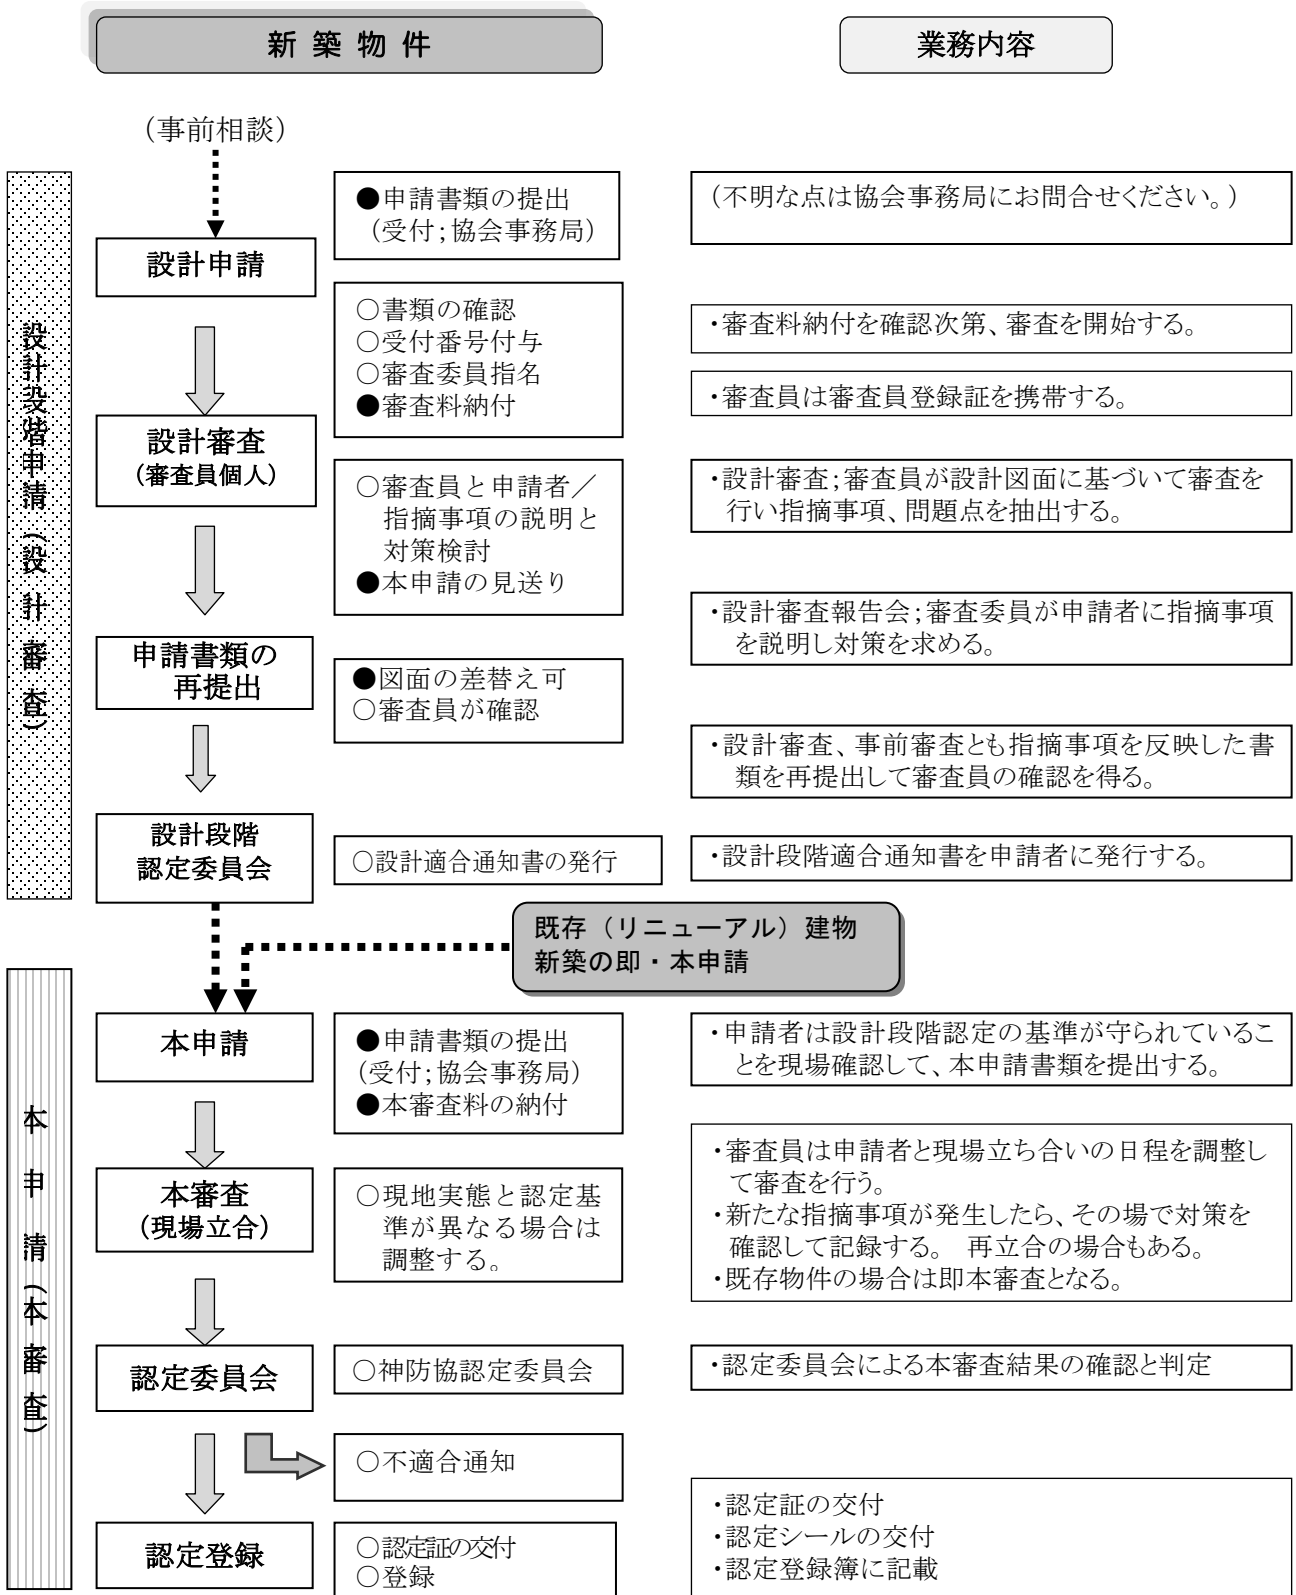 新 築 物 件
業務内容
(事前相談)
設計段階申請(設計審査)
設計申請
●申請書類の提出
(受付;協会事務局)
(不明な点は協会事務局にお問合せください。)
○書類の確認
○受付番号付与
○審査委員指名
●審査料納付
・審査料納付を確認次第、審査を開始する。
・審査員は審査員登録証を携帯する。
設計審査
(審査員個人)
○審査員と申請者/
指摘事項の説明と
対策検討
●本申請の見送り
・設計審査;審査員が設計図面に基づいて審査を
行い指摘事項、問題点を抽出する。
・設計審査報告会;審査委員が申請者に指摘事項
を説明し対策を求める。
申請書類の
再提出
●図面の差替え可
○審査員が確認
・設計審査、事前審査とも指摘事項を反映した書
類を再提出して審査員の確認を得る。
設計段階
認定委員会
○設計適合通知書の発行
・設計段階適合通知書を申請者に発行する。
既存(リニューアル)建物
新築の即・本申請
本申請(本審査)
本申請
●申請書類の提出
(受付;協会事務局)
●本審査料の納付
・申請者は設計段階認定の基準が守られているこ
とを現場確認して、本申請書類を提出する。
本審査
(現場立合)
○現地実態と認定基
準が異なる場合は
調整する。
・審査員は申請者と現場立ち合いの日程を調整し
て審査を行う。
・新たな指摘事項が発生したら、その場で対策を
確認して記録する。 再立合の場合もある。
・既存物件の場合は即本審査となる。
認定委員会
○神防協認定委員会
・認定委員会による本審査結果の確認と判定
○不適合通知
認定登録
○認定証の交付
○登録
・認定証の交付
・認定シールの交付
・認定登録簿に記載